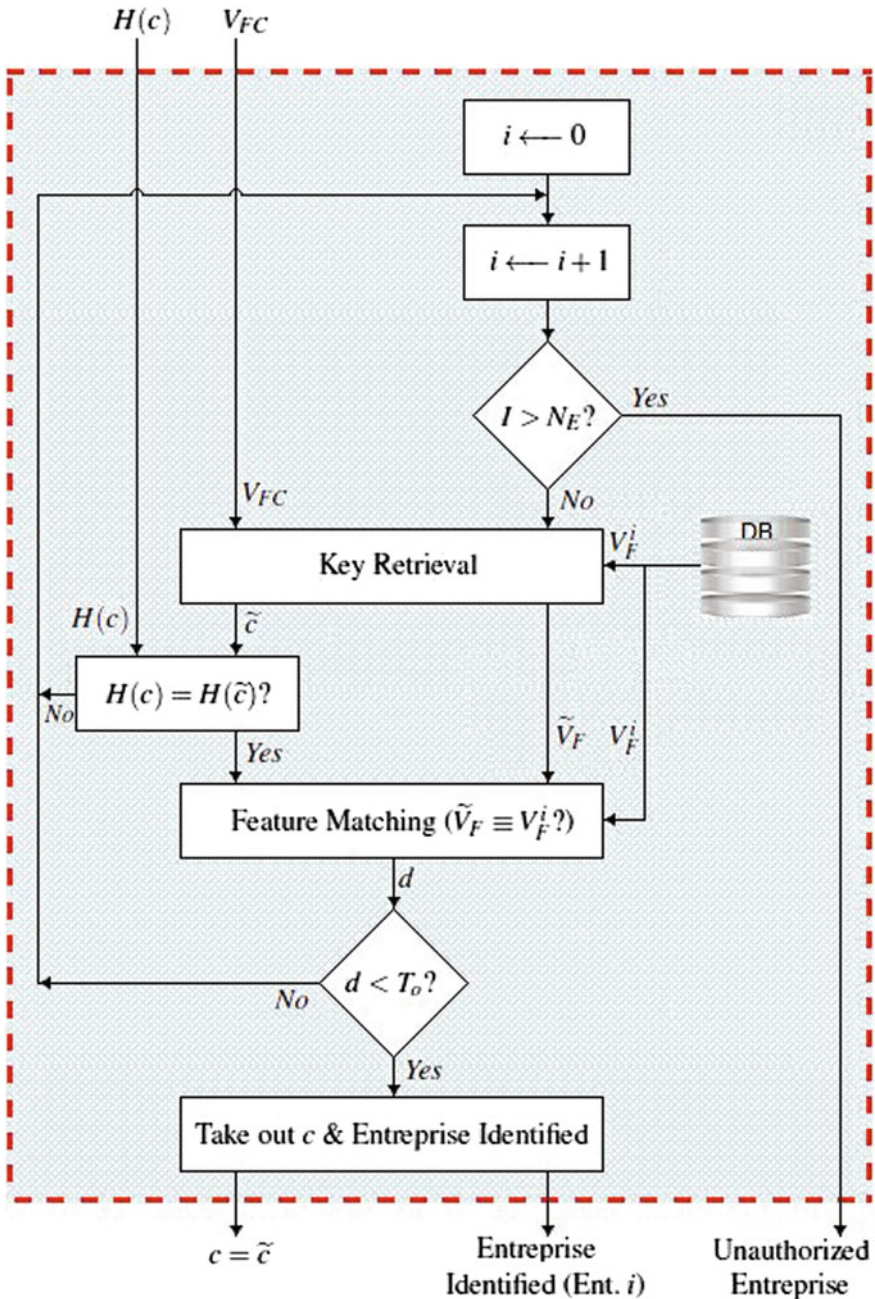 H(c)
V_FC
i ⟵ 0
i ⟵ i + 1
I > N_E?
Yes
No
V_FC
DB
V_F^i
Key Retrieval
H(c)
c̃
H(c) = H(c̃)?
No
Yes
Ṽ_F
V_F^i
Feature Matching (Ṽ_F ≡ V_F^i?)
d
d < T_o?
No
Yes
Take out c & Entreprise Identified
c = c̃
Entreprise
Identified (Ent. i)
Unauthorized
Entreprise